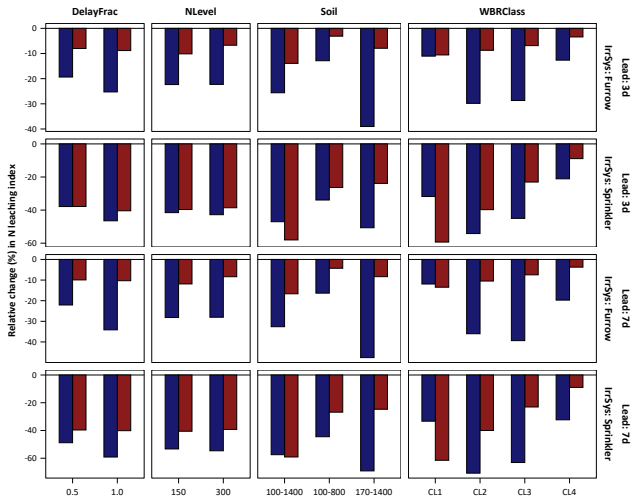 DelayFrac NLevel Soil WBRClass
Relative change (%) in N leaching index
0
-10
-20
-30
-40
Lead: 3d
IrrSys: Furrow
0
-20
-40
-60
Lead: 3d
IrrSys: Sprinkler
0
-10
-20
-30
-40
Lead: 7d
IrrSys: Furrow
0
-20
-40
-60
Lead: 7d
IrrSys: Sprinkler
0.5 1.0 150 300 100-1400 100-800 170-1400 CL1 CL2 CL3 CL4